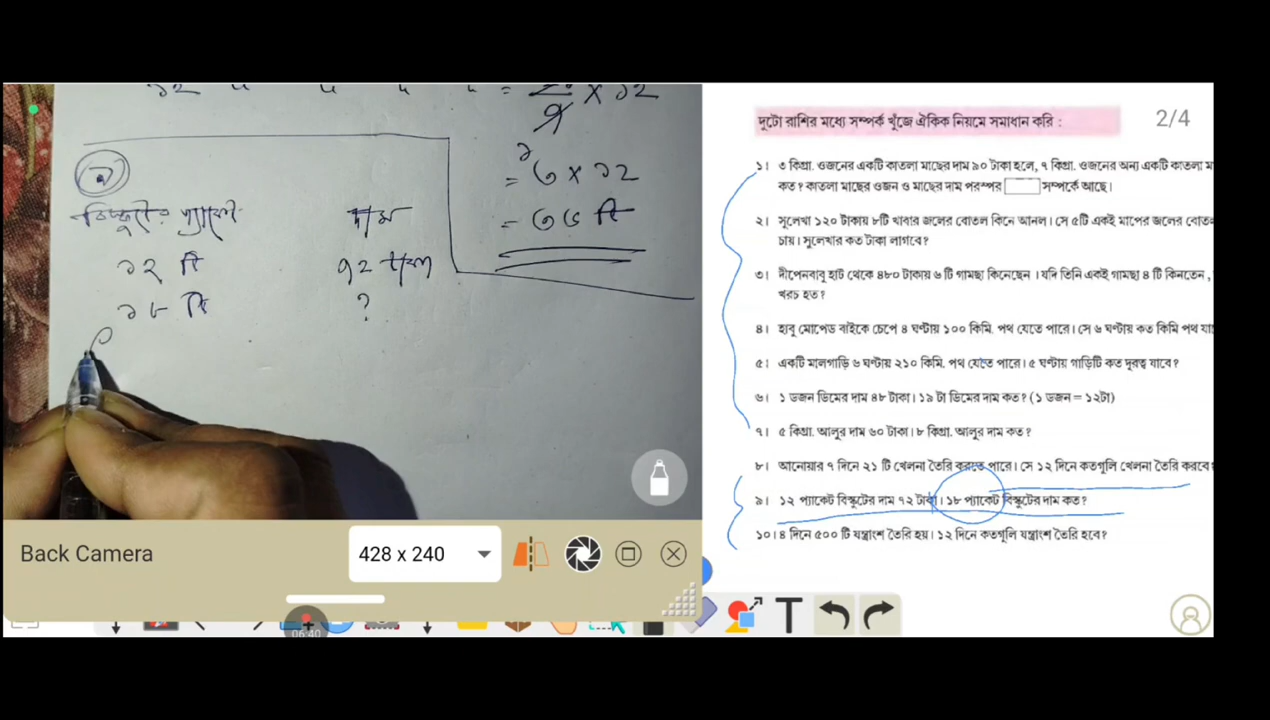 ১২ " " " " = × ১২
৯
= ৩ × ১২
= ৩৬ টি
বিস্কুটের প্যাকেট দাম
১২ টি ৭২ টাকা
১৮ টি ?
Back Camera
428 x 240
06:40
T
দুটো রাশির মধ্যে সম্পর্ক খুঁজে ঐকিক নিয়মে সমাধান করি :
2/4
১। ৩ কিগ্রা. ওজনের একটি কাতলা মাছের দাম ৯০ টাকা হলে, ৭ কিগ্রা. ওজনের অন্য একটি কাতলা
কত? কাতলা মাছের ওজন ও মাছের দাম পরস্পর সম্পর্কে আছে।
২। সুলেখা ১২০ টাকায় ৮টি খাবার জলের বোতল কিনে আনল। সে ৫টি একই মাপের জলের
চায়। সুলেখার কত টাকা লাগবে?
৩। দীপেনবাবু হাট থেকে ৪৮০ টাকায় ৬ টি গামছা কিনেছেন। যদি তিনি একই গামছা ৪ টি কিনতেন,
খরচ হত?
৪। হাবু মোপেড বাইকে চেপে ৪ ঘণ্টায় ১০০ কিমি. পথ যেতে পারে। সে ৬ ঘণ্টায় কত কিমি পথ
৫। একটি মালগাড়ি ৬ ঘণ্টায় ২১০ কিমি. পথ যেতে পারে। ৫ ঘণ্টায় গাড়িটি কত দূরত্ব যাবে?
৬। ১ ডজন ডিমের দাম ৪৮ টাকা। ১৯ টা ডিমের দাম কত? (১ ডজন = ১২টা)
৭। ৫ কিগ্রা. আলুর দাম ৬০ টাকা। ৮ কিগ্রা. আলুর দাম কত?
৮। আনোয়ার ৭ দিনে ২১ টি খেলনা তৈরি করতে পারে। সে ১২ দিনে কতগুলি খেলনা তৈরি করবে
৯। ১২ প্যাকেট বিস্কুটের দাম ৭২ টাকা। ১৮ প্যাকেট বিস্কুটের দাম কত?
১০। ৪ দিনে ৫০০ টি যন্ত্রাংশ তৈরি হয়। ১২ দিনে কতগুলি যন্ত্রাংশ তৈরি হবে?